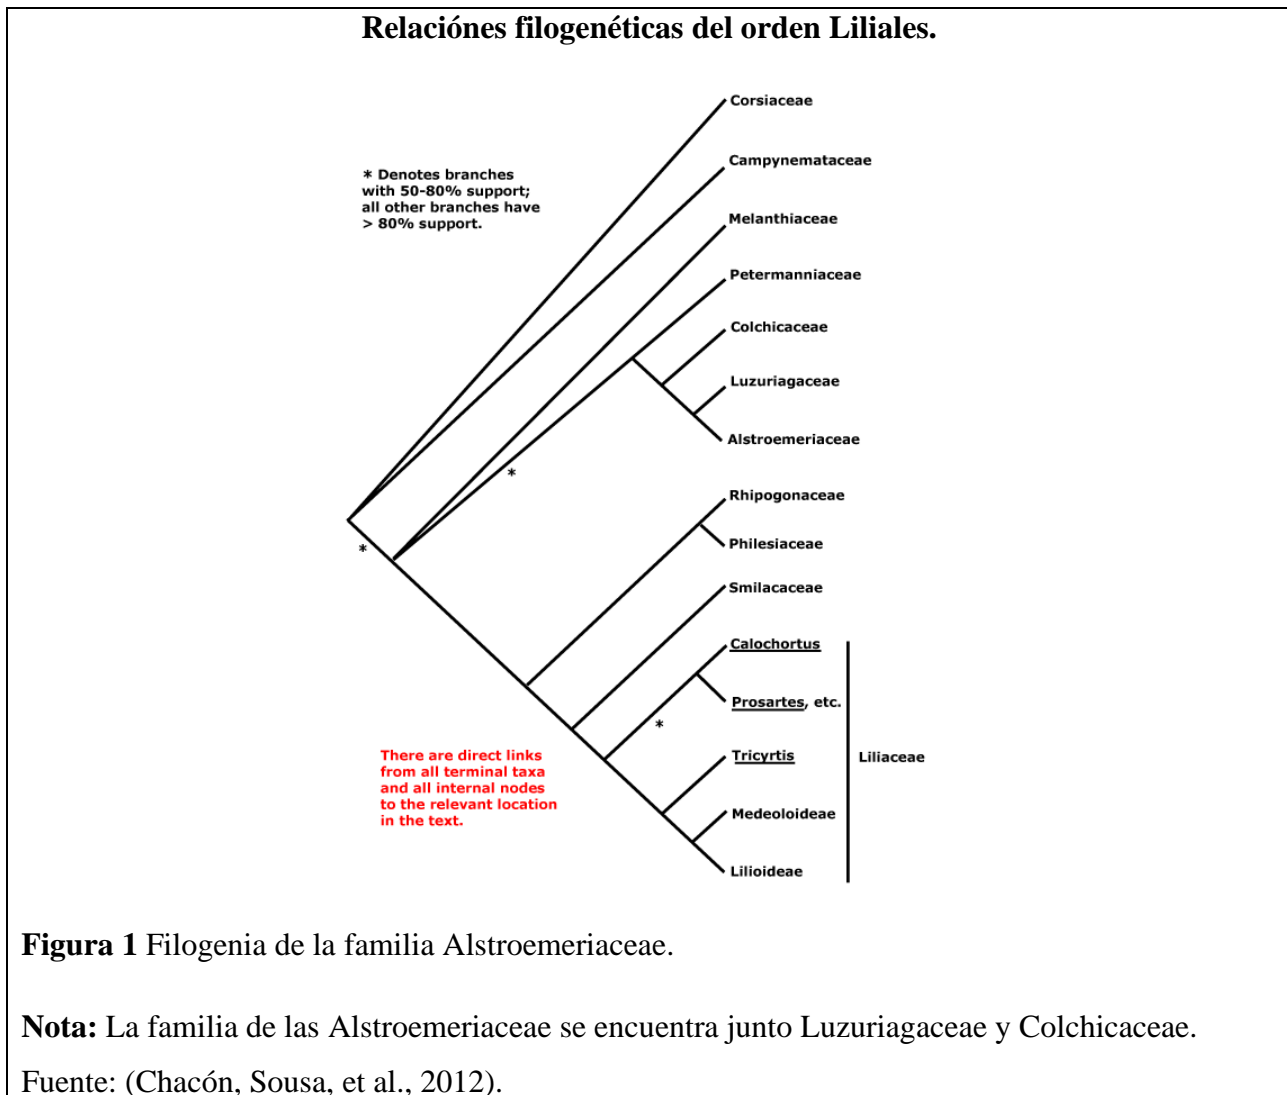 Relaciónes filogenéticas del orden Liliales.
Corsiaceae
* Denotes branches
with 50-80% support;
all other branches have
> 80% support.
Campynemataceae
Melanthiaceae
Petermanniaceae
Colchicaceae
Luzuriagaceae
Alstroemeriaceae
*
Rhipogonaceae
*
Philesiaceae
Smilacaceae
Calochortus
Prosartes, etc.
*
There are direct links
from all terminal taxa
and all internal nodes
to the relevant location
in the text.
Tricyrtis
Liliaceae
Medeoloideae
Lilioideae
Figura 1 Filogenia de la familia Alstroemeriaceae.
Nota: La familia de las Alstroemeriaceae se encuentra junto Luzuriagaceae y Colchicaceae.
Fuente: (Chacón, Sousa, et al., 2012).